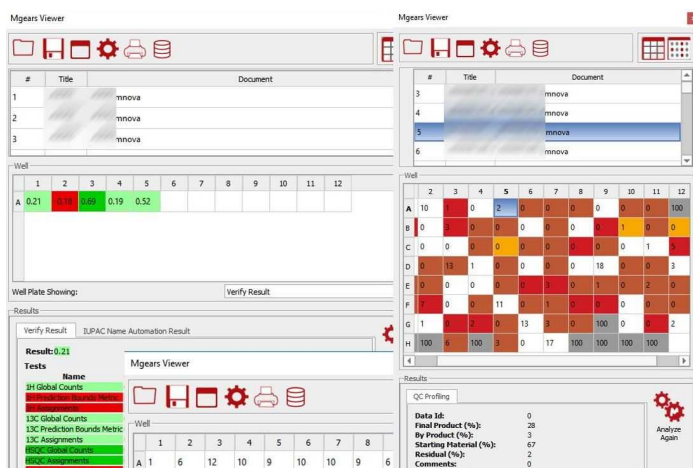 Mgears Viewer
# Title Document
1 mnova
2 mnova
3 mnova
Well
1 2 3 4 5 6 7 8 9 10 11 12
A 0.21 0.18 0.69 0.19 0.52
Well Plate Showing: Verify Result
Results
Verify Result IUPAC Name Automation Result
Result:0.21
Tests
Name
1H Global Counts
1H Prediction Bounds Metric
1H Assignments
13C Global Counts
13C Prediction Bounds Metric
13C Assignments
HSQC Global Counts
HSQC Assignments
Mgears Viewer
Well
1 2 3 4 5 6 7 8
A 1 6 12 10 9 10 10 9 6
Mgears Viewer
# Title Document
3 mnova
4 mnova
5 mnova
6 mnova
Well
2 3 4 5 6 7 8 9 10 11 12
A 10 1 0 2 0 0 0 0 0 0 100
B 0 3 0 0 0 0 0 0 1 0 0
C 0 0 0 0 0 0 0 0 0 1 5
D 0 13 1 0 0 0 0 18 0 0 3
E 0 0 0 0 0 3 0 1 0 2 0
F 7 0 0 11 0 1 0 0 0 0 0
G 1 0 2 0 13 3 0 100 0 0 2
H 100 6 100 3 0 17 100 100 100 100
Results
QC Profiling
Data Id: 0
Final Product (%): 28
By Product (%): 3
Starting Material (%): 67
Residual (%): 2
Comments: 0
Analyze
Again